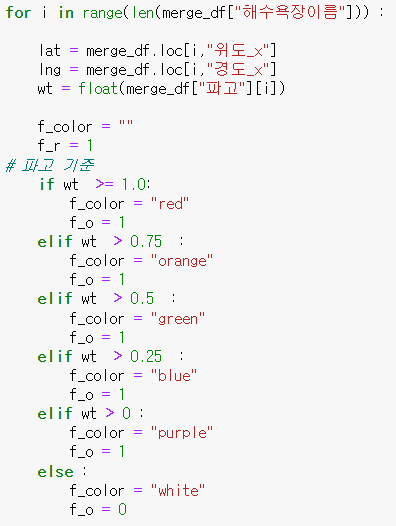 for i in range(len(merge_df["해수욕장이름"])) :
lat = merge_df.loc[i,"위도_x"]
lng = merge_df.loc[i,"경도_x"]
wt = float(merge_df["파고"][i])
f_color = ""
f_r = 1
# 파고 기준
if wt >= 1.0:
f_color = "red"
f_o = 1
elif wt > 0.75 :
f_color = "orange"
f_o = 1
elif wt > 0.5 :
f_color = "green"
f_o = 1
elif wt > 0.25 :
f_color = "blue"
f_o = 1
elif wt > 0 :
f_color = "purple"
f_o = 1
else :
f_color = "white"
f_o = 0